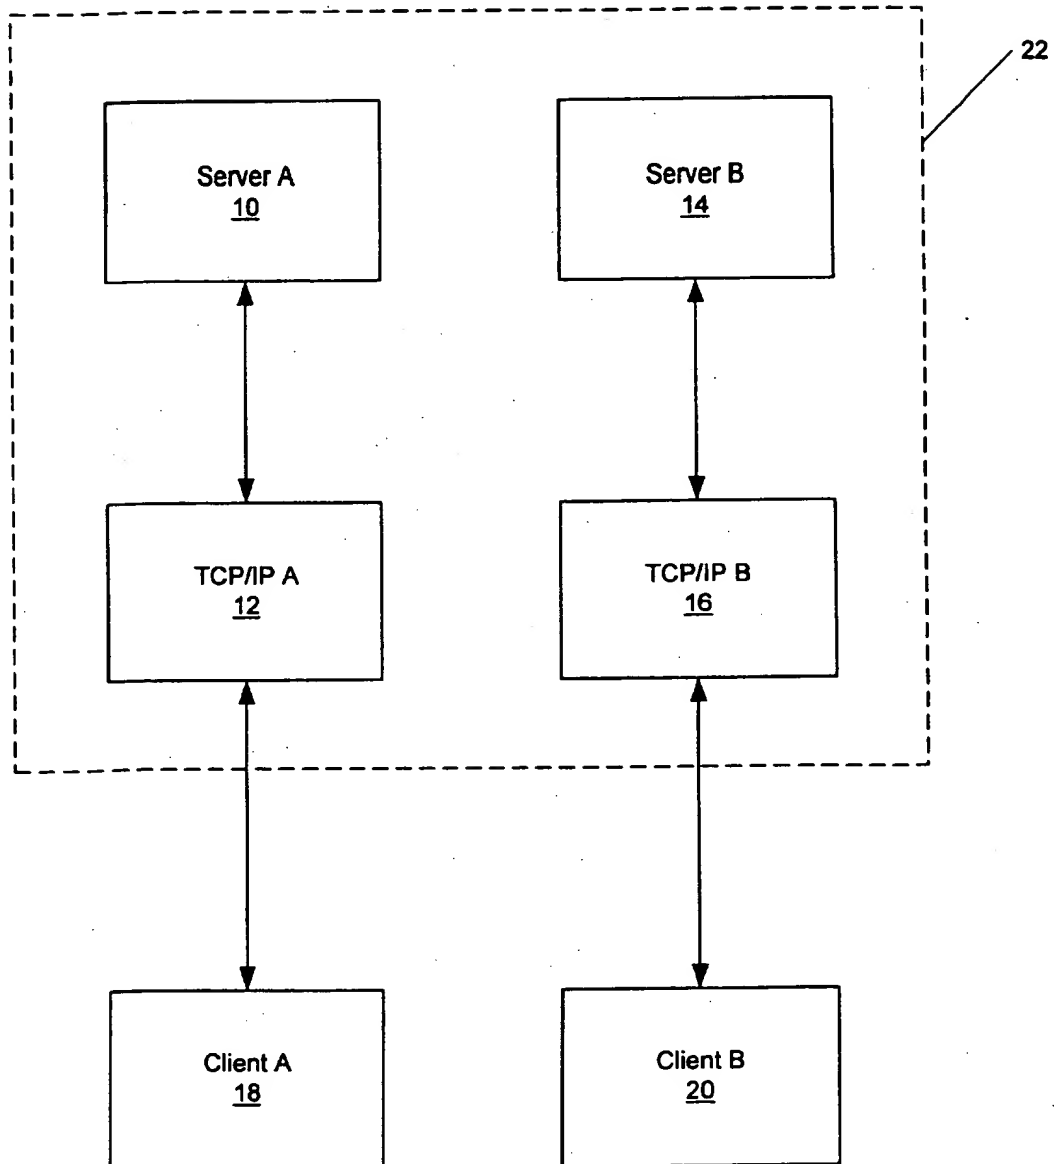 22
Server A
10
Server B
14
TCP/IP A
12
TCP/IP B
16
Client A
18
Client B
20